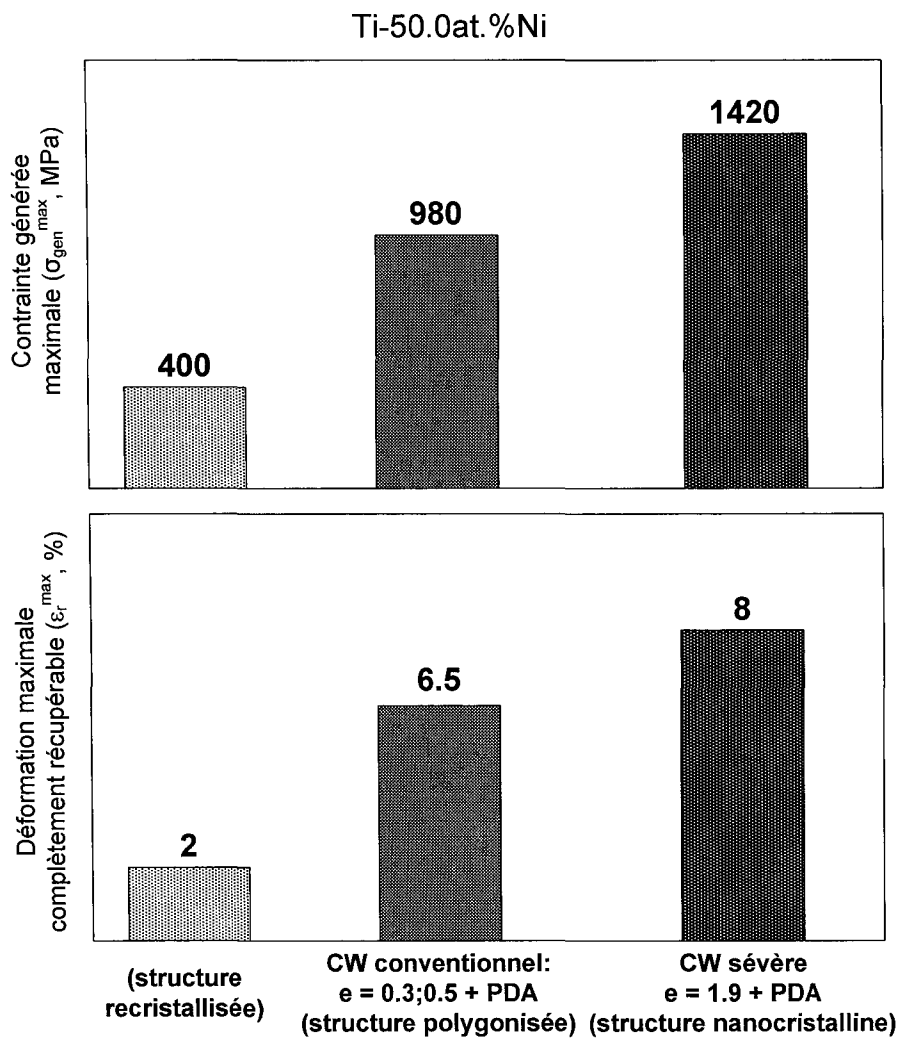 Ti-50.0at.%Ni
Contrainte générée
maximale (σgen^max, MPa)
400
980
1420
Déformation maximale
complètement récupérable (εr^max, %)
2
6.5
8
(structure
recristallisée)
CW conventionnel:
e = 0.3;0.5 + PDA
(structure polygonisée)
CW sévère
e = 1.9 + PDA
(structure nanocristalline)